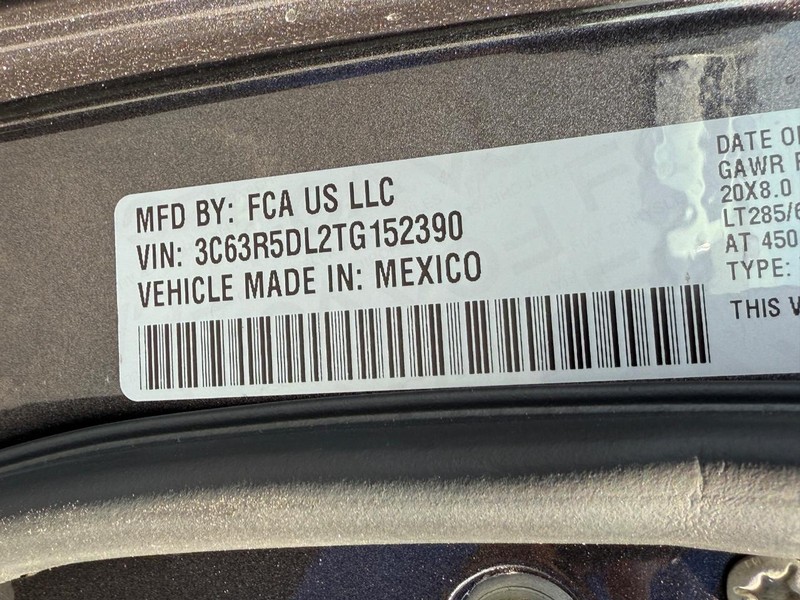 MFD BY: FCA US LLC
VIN: 3C63R5DL2TG152390
VEHICLE MADE IN: MEXICO
DATE
GAWR
20X8.0
LT285/6
AT 450
TYPE:
THIS